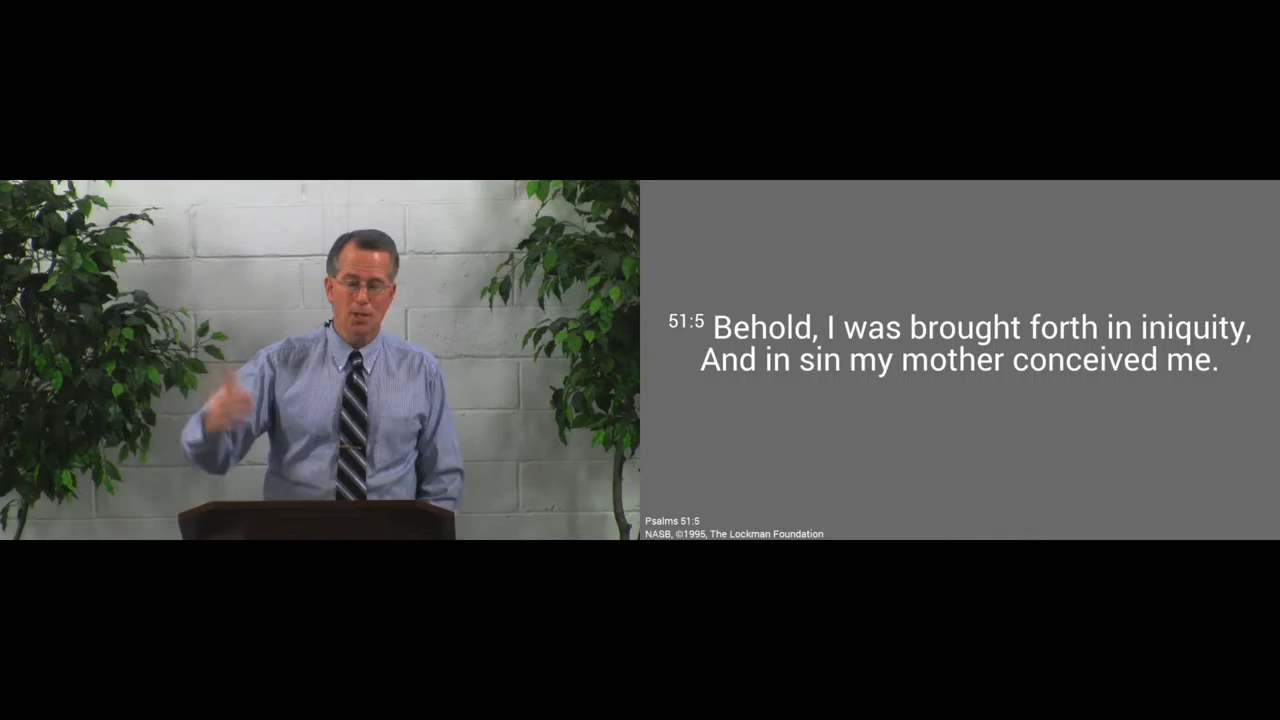 51:5 Behold, I was brought forth in iniquity,
And in sin my mother conceived me.
Psalms 51:5
NASB, ©1995, The Lockman Foundation